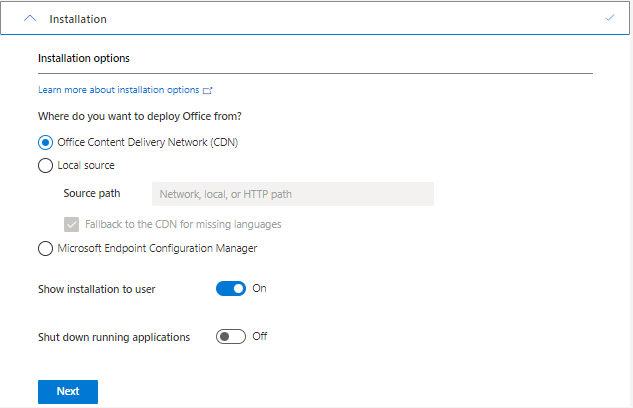 Installation
Installation options
Learn more about installation options
Where do you want to deploy Office from?
Office Content Delivery Network (CDN)
Local source
Source path Network, local, or HTTP path
Fallback to the CDN for missing languages
Microsoft Endpoint Configuration Manager
Show installation to user On
Shut down running applications Off
Next